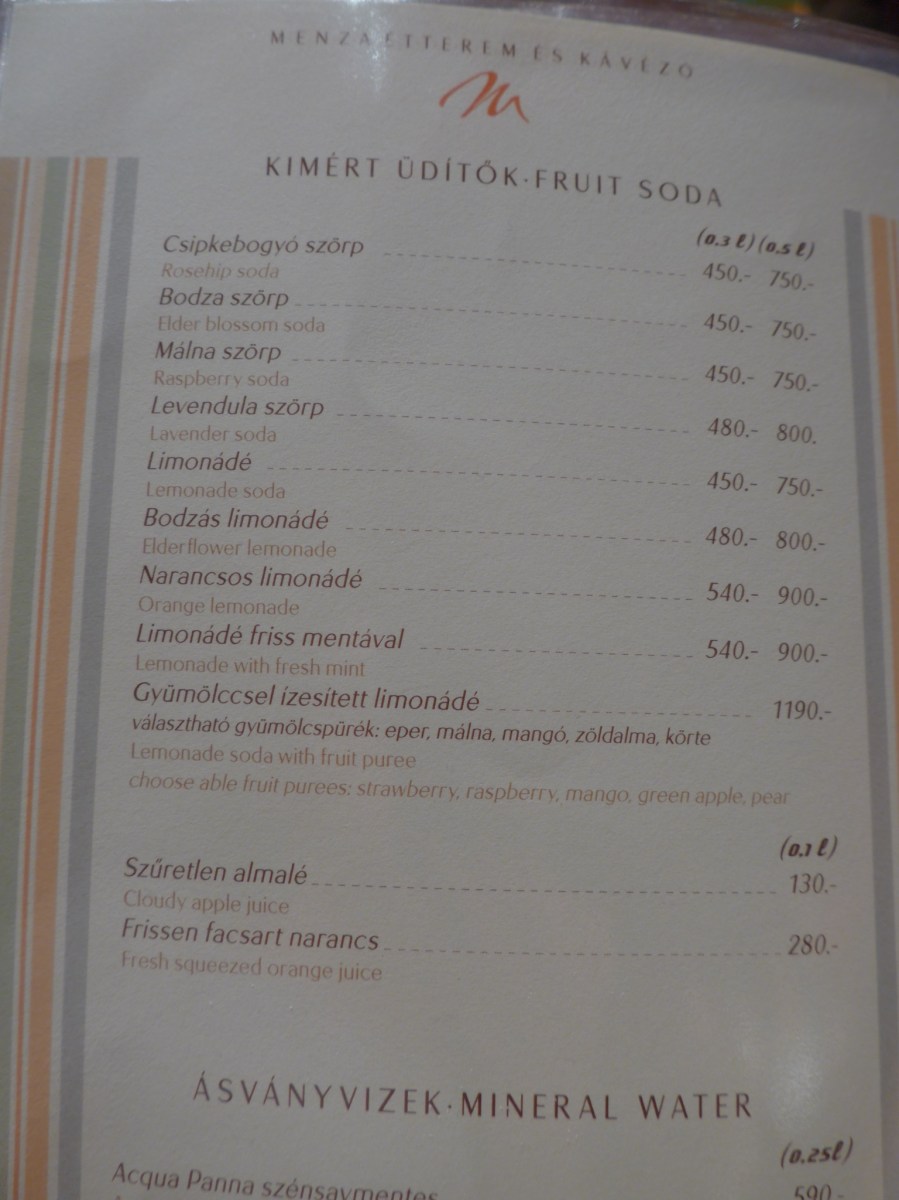 MENZA ÉTTEREM ÉS KÁVÉZÓ
KIMÉRT ÜDÍTŐK·FRUIT SODA
(0.3 l) (0.5 l)
Csipkebogyó szörp 450.- 750.-
Rosehip soda
Bodza szörp 450.- 750.-
Elder blossom soda
Málna szörp 450.- 750.-
Raspberry soda
Levendula szörp 480.- 800.
Lavender soda
Limonádé 450.- 750.-
Lemonade soda
Bodzás limonádé 480.- 800.-
Elderflower lemonade
Narancsos limonádé 540.- 900.-
Orange lemonade
Limonádé friss mentával 540.- 900.-
Lemonade with fresh mint
Gyümölccsel ízesített limonádé 1190.-
választható gyümölcspürék: eper, málna, mangó, zöldalma, körte
Lemonade soda with fruit puree
choose able fruit purees: strawberry, raspberry, mango, green apple, pear
(0.1 l)
Szűretlen almalé 130.-
Cloudy apple juice
Frissen facsart narancs 280.-
Fresh squeezed orange juice
ÁSVÁNYVIZEK·MINERAL WATER
(0.25l)
Acqua Panna szénsavmentes 590.-